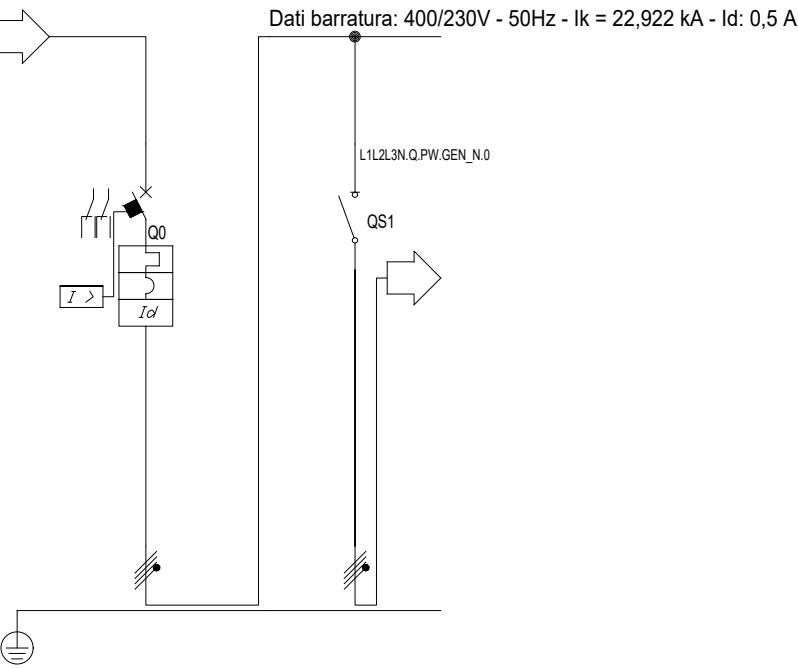 Dati barratura: 400/230V - 50Hz - Ik = 22,922 kA - Id: 0,5 A
L1L2L3N.Q.PW.GEN_N.0
QS1
Q0
I >
Id